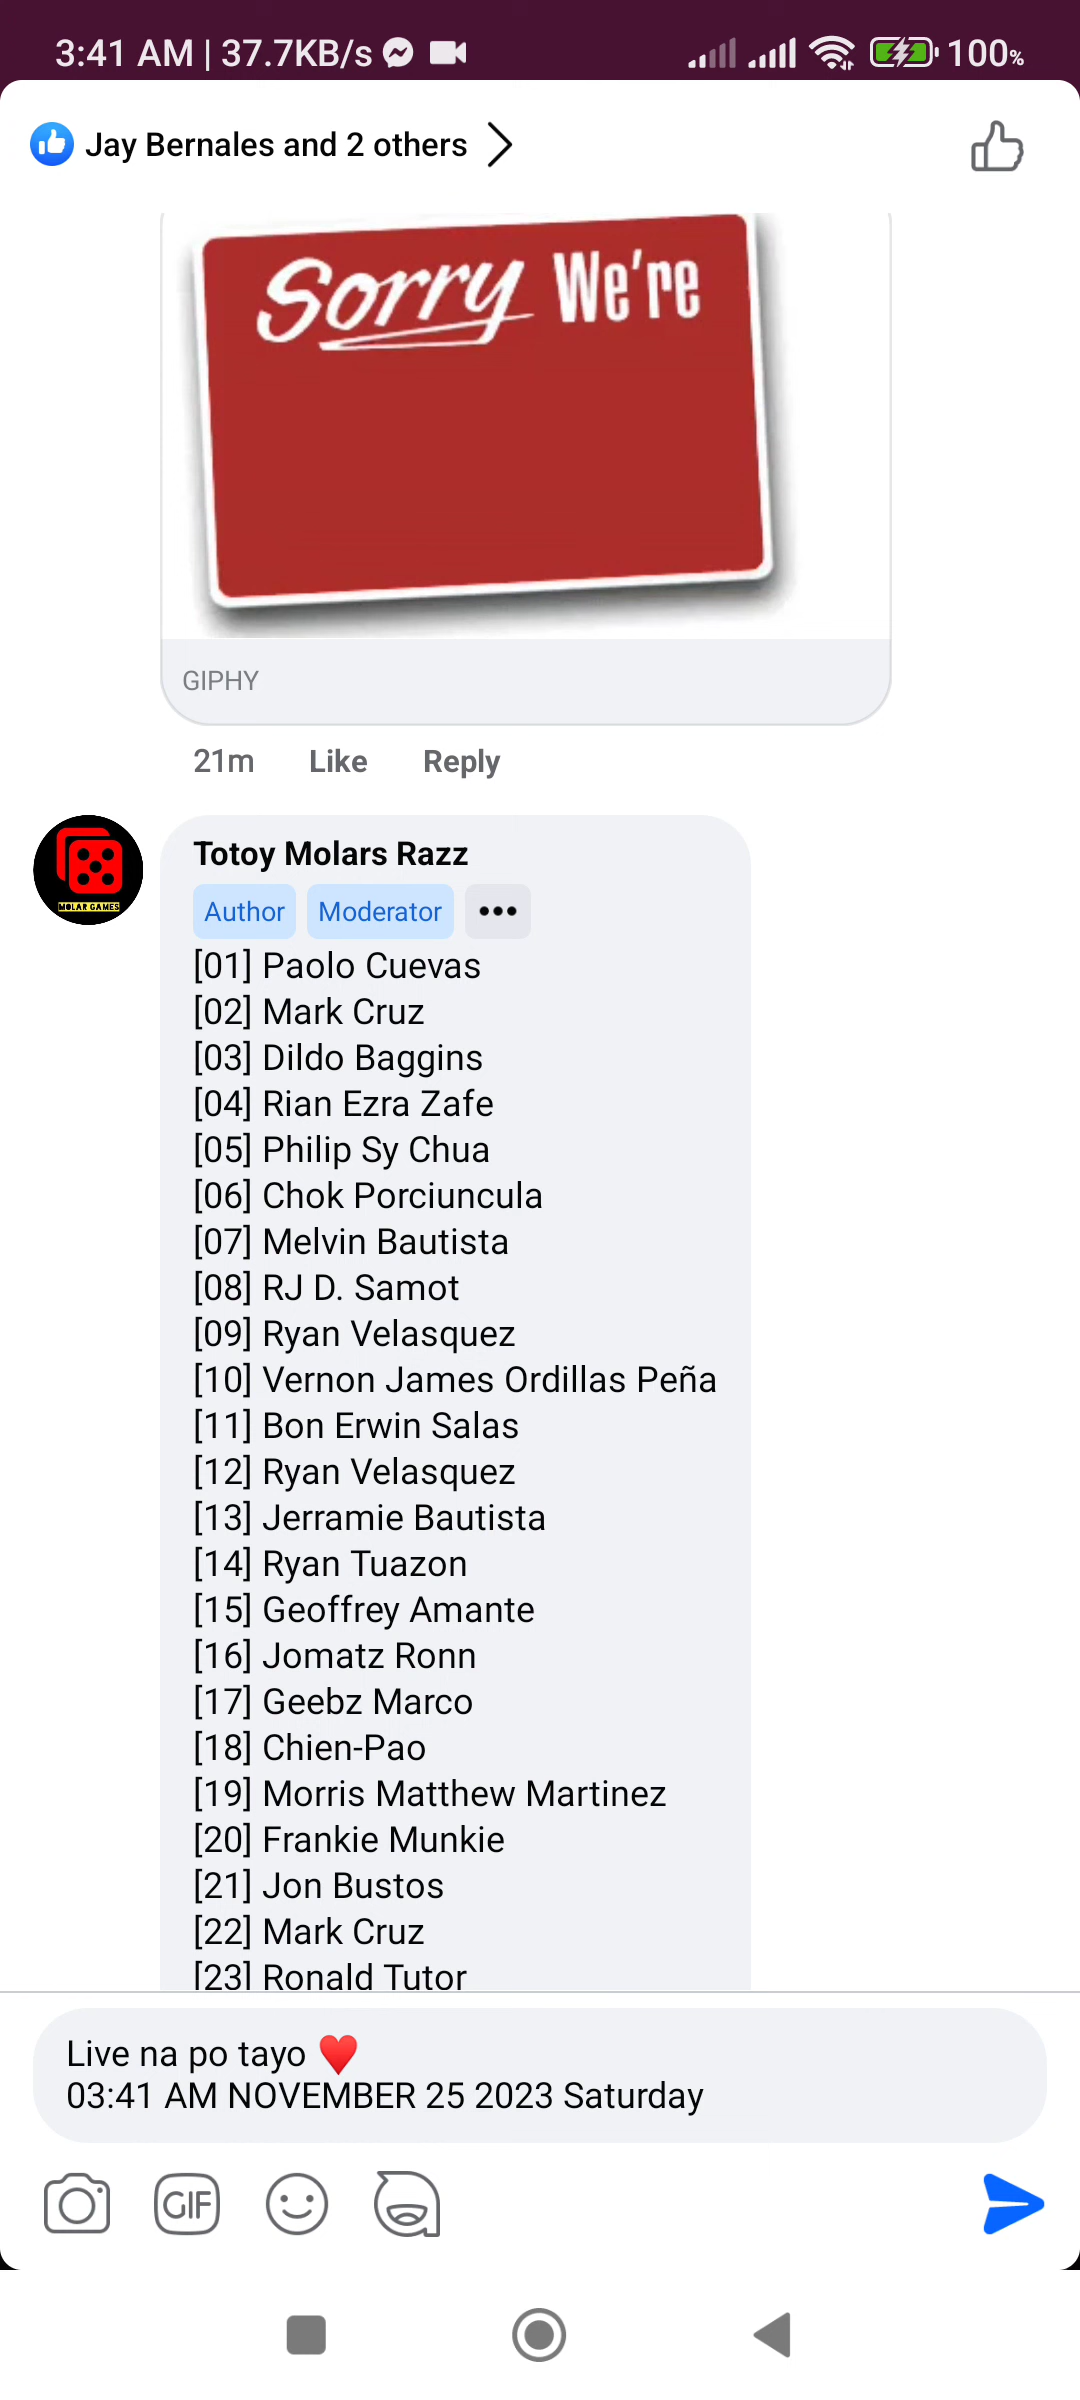 3:41 AM | 37.7KB/s
100%
Jay Bernales and 2 others
Sorry We're
GIPHY
21m Like Reply
MOLAR GAMES
Totoy Molars Razz
Author Moderator •••
[01] Paolo Cuevas
[02] Mark Cruz
[03] Dildo Baggins
[04] Rian Ezra Zafe
[05] Philip Sy Chua
[06] Chok Porciuncula
[07] Melvin Bautista
[08] RJ D. Samot
[09] Ryan Velasquez
[10] Vernon James Ordillas Peña
[11] Bon Erwin Salas
[12] Ryan Velasquez
[13] Jerramie Bautista
[14] Ryan Tuazon
[15] Geoffrey Amante
[16] Jomatz Ronn
[17] Geebz Marco
[18] Chien-Pao
[19] Morris Matthew Martinez
[20] Frankie Munkie
[21] Jon Bustos
[22] Mark Cruz
[23] Ronald Tutor
Live na po tayo ♥️
03:41 AM NOVEMBER 25 2023 Saturday
GIF